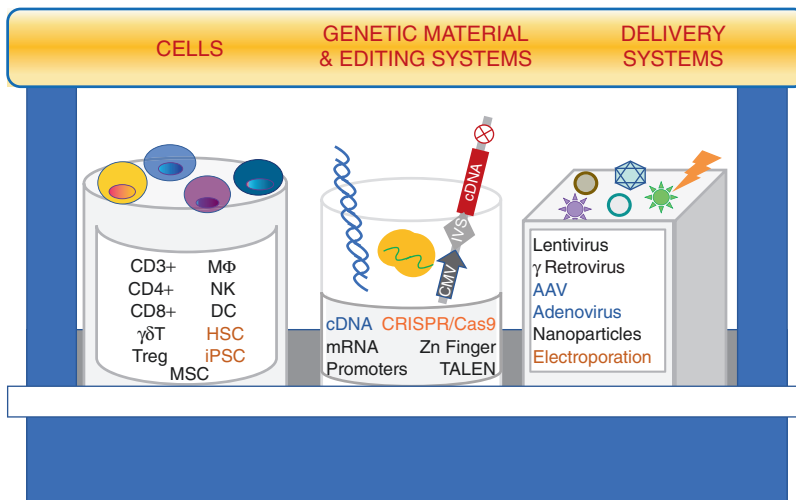 CELLS
GENETIC MATERIAL
& EDITING SYSTEMS
DELIVERY
SYSTEMS
CD3+ MΦ
CD4+ NK
CD8+ DC
γδT HSC
Treg iPSC
MSC
cDNA
IVS
CMV
cDNA CRISPR/Cas9
mRNA Zn Finger
Promoters TALEN
Lentivirus
γ Retrovirus
AAV
Adenovirus
Nanoparticles
Electroporation